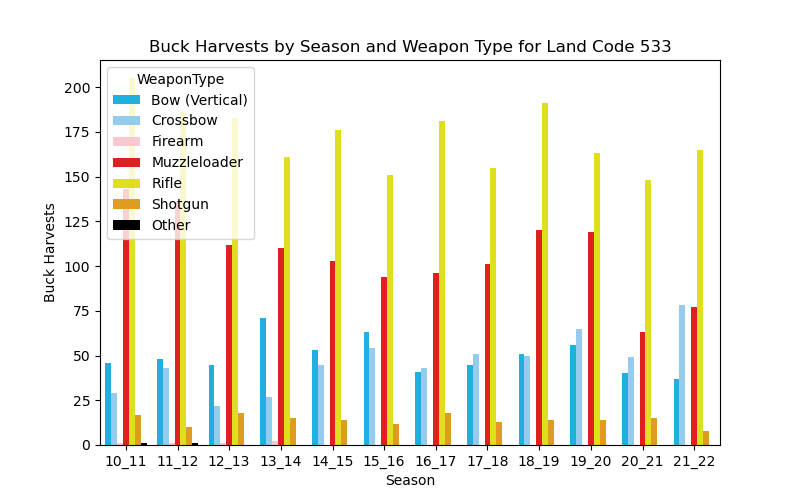 Buck Harvests by Season and Weapon Type for Land Code 533
WeaponType
Bow (Vertical)
Crossbow
Firearm
Muzzleloader
Rifle
Shotgun
Other
Buck Harvests
200
175
150
125
100
75
50
25
0
10_11 11_12 12_13 13_14 14_15 15_16 16_17 17_18 18_19 19_20 20_21 21_22
Season